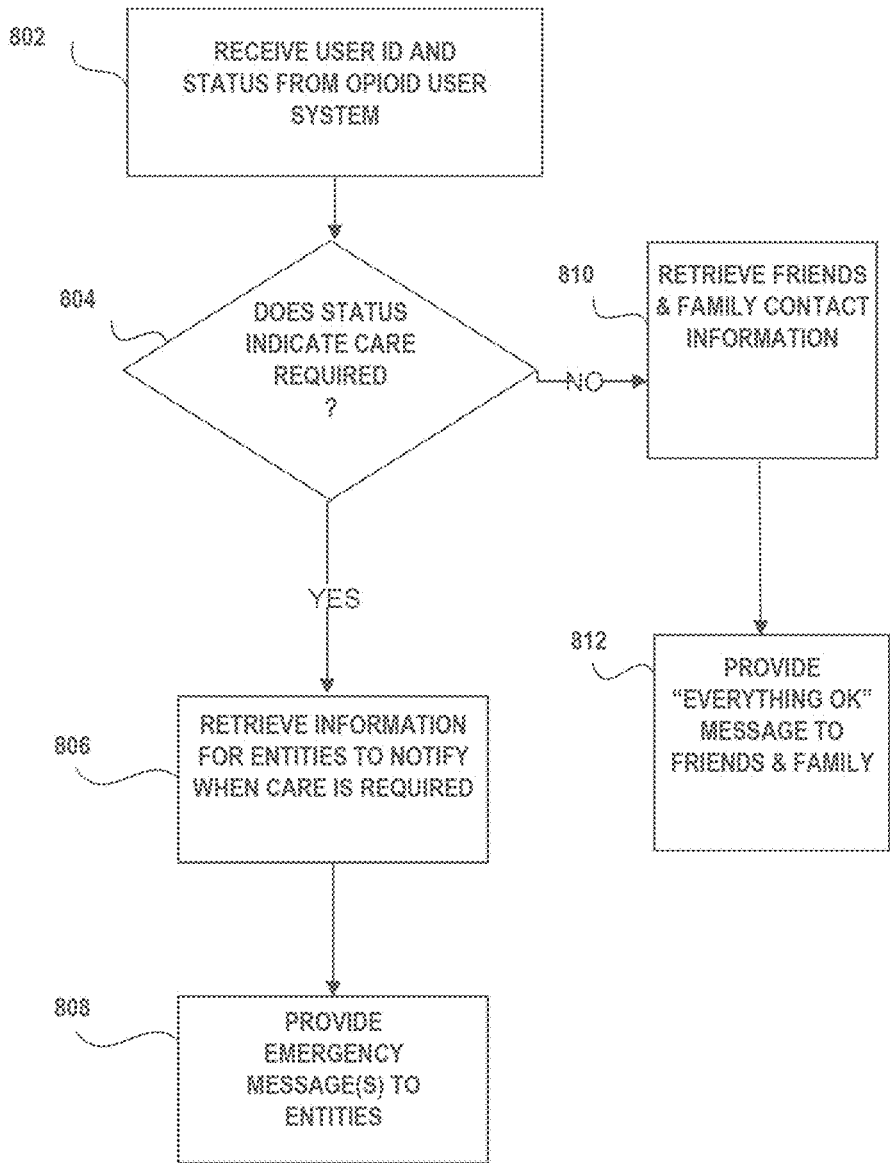 802
RECEIVE USER ID AND
STATUS FROM OPIOID USER
SYSTEM
804
DOES STATUS
INDICATE CARE
REQUIRED
?
NO
810
RETRIEVE FRIENDS
& FAMILY CONTACT
INFORMATION
YES
812
PROVIDE
"EVERYTHING OK"
MESSAGE TO
FRIENDS & FAMILY
806
RETRIEVE INFORMATION
FOR ENTITIES TO NOTIFY
WHEN CARE IS REQUIRED
808
PROVIDE
EMERGENCY
MESSAGE(S) TO
ENTITIES